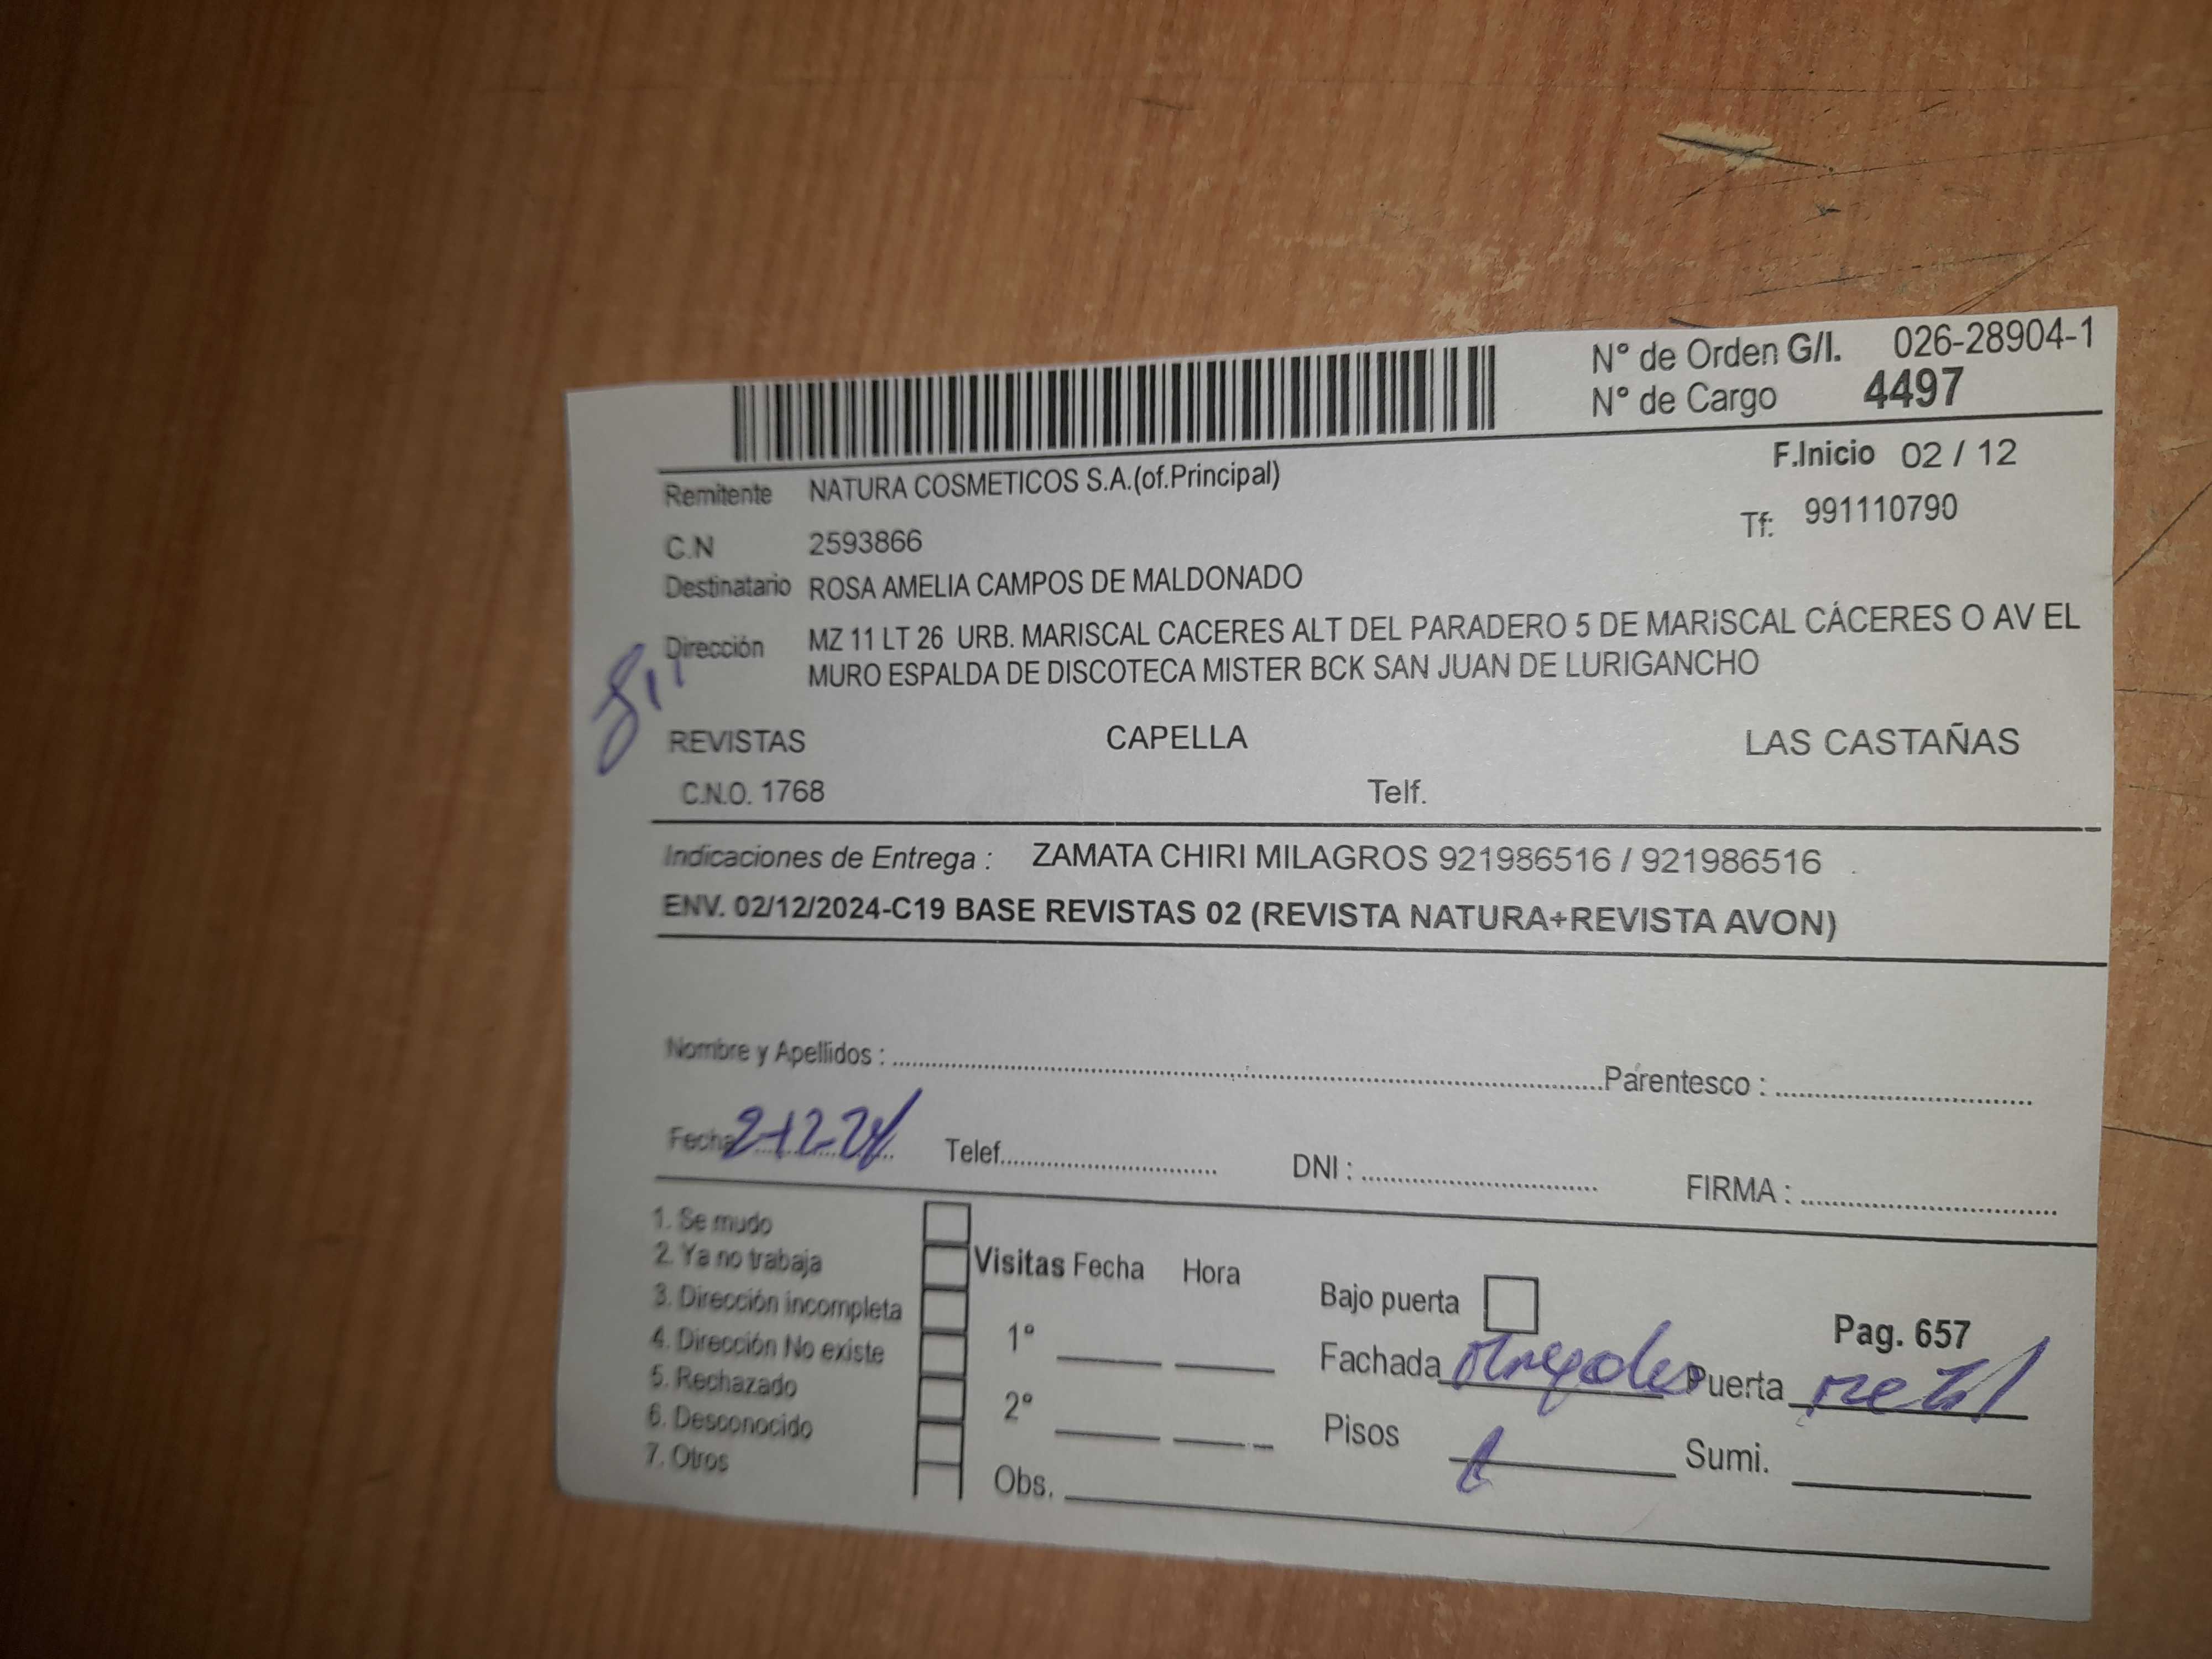 N° de Orden G/I. 026-28904-1
N° de Cargo 4497
F.Inicio 02 / 12
Remitente NATURA COSMETICOS S.A.(of.Principal)
Tf: 991110790
C.N 2593866
Destinatario ROSA AMELIA CAMPOS DE MALDONADO
Dirección MZ 11 LT 26 URB. MARISCAL CACERES ALT DEL PARADERO 5 DE MARiSCAL CÁCERES O AV EL
MURO ESPALDA DE DISCOTECA MISTER BCK SAN JUAN DE LURIGANCHO
REVISTAS CAPELLA LAS CASTAÑAS
C.N.O. 1768 Telf.
Indicaciones de Entrega : ZAMATA CHIRI MILAGROS 921986516 / 921986516
ENV. 02/12/2024-C19 BASE REVISTAS 02 (REVISTA NATURA+REVISTA AVON)
Nombre y Apellidos : Parentesco :
Fecha 2-12-24 Telef. DNI : FIRMA :
1. Se mudo
2. Ya no trabaja
3. Dirección incompleta
4. Dirección No existe
5. Rechazado
6. Desconocido
7. Otros
Visitas Fecha Hora
1°
2°
Obs.
Bajo puerta
Pag. 657
Fachada Puerta metal
Pisos 1 Sumi.